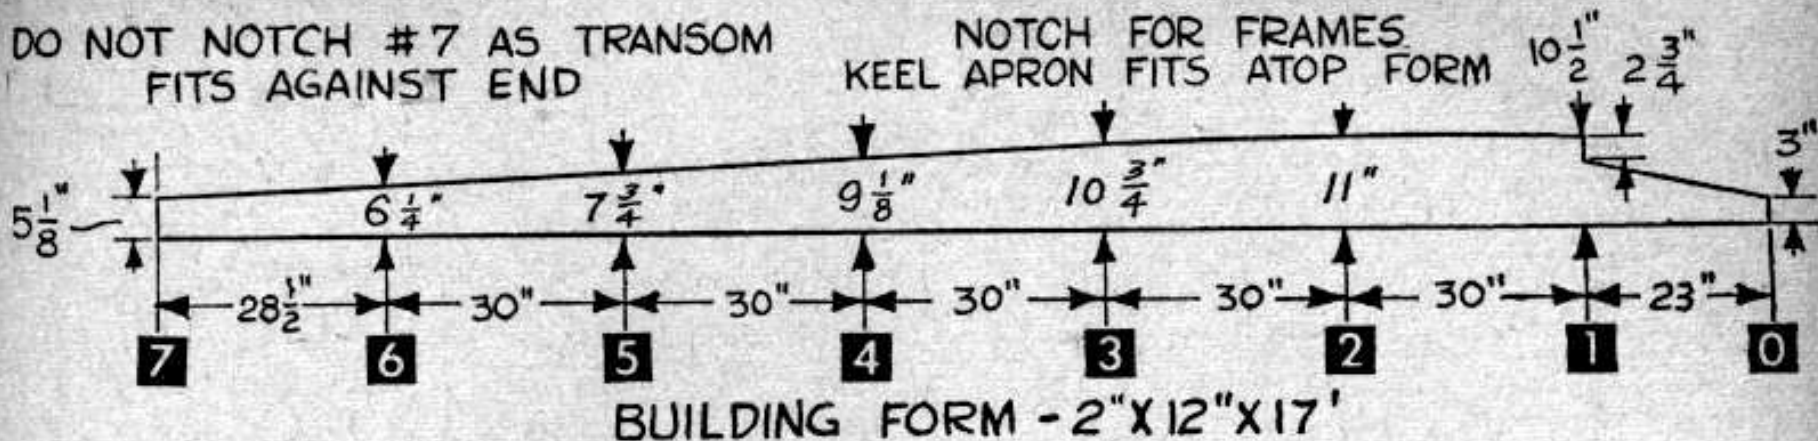 DO NOT NOTCH #7 AS TRANSOM
FITS AGAINST END
NOTCH FOR FRAMES
KEEL APRON FITS ATOP FORM
10 1/2" 2 3/4"
3"
5 1/8" 6 1/4" 7 3/4" 9 1/8" 10 3/4" 11"
28 1/2" 30" 30" 30" 30" 30" 23"
7 6 5 4 3 2 1 0
BUILDING FORM - 2"X12"X17'